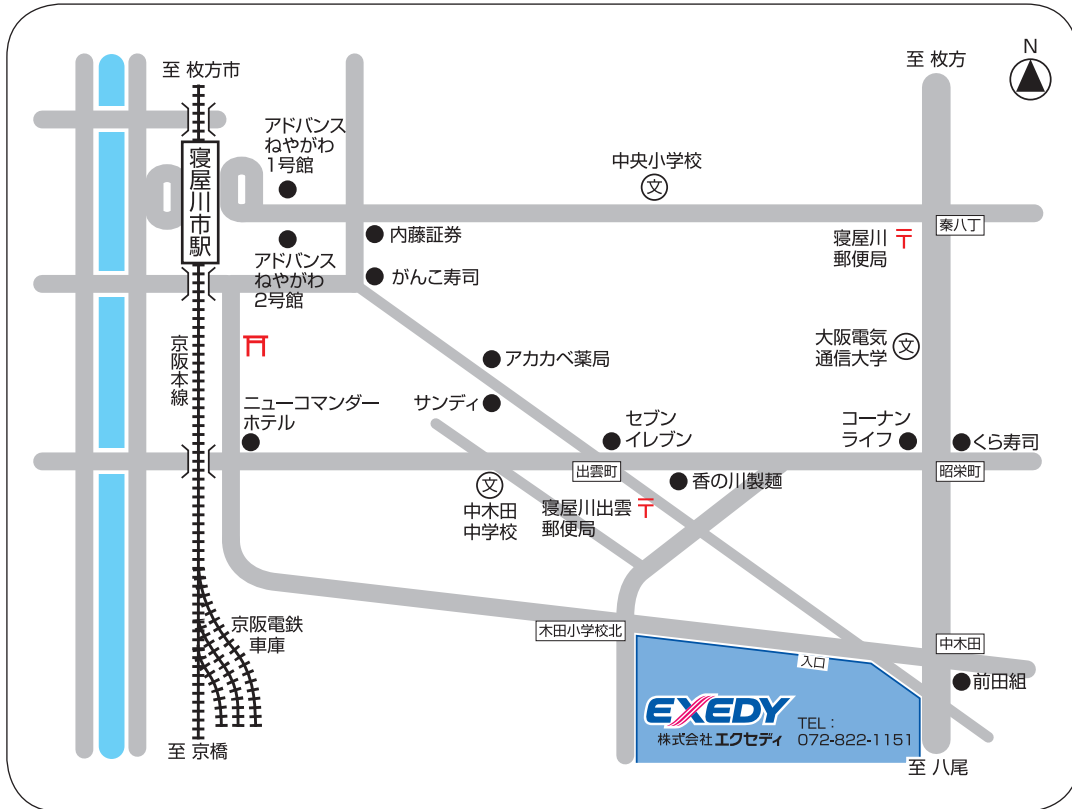 至 枚方市
N
至 枚方
アドバンス
ねやがわ
1号館
寝屋川市駅
中央小学校
文
内藤証券
秦八丁
寝屋川
郵便局
アドバンス
ねやがわ
2号館
がんこ寿司
京阪本線
大阪電気
通信大学
文
アカカベ薬局
ニューコマンダー
ホテル
サンディ
セブン
イレブン
コーナン
ライフ
くら寿司
出雲町
昭栄町
香の川製麺
文
中木田
中学校
寝屋川出雲
郵便局
京阪電鉄
車庫
木田小学校北
中木田
入口
前田組
EXEDY
株式会社 エクセディ
TEL :
072-822-1151
至 京橋
至 八尾